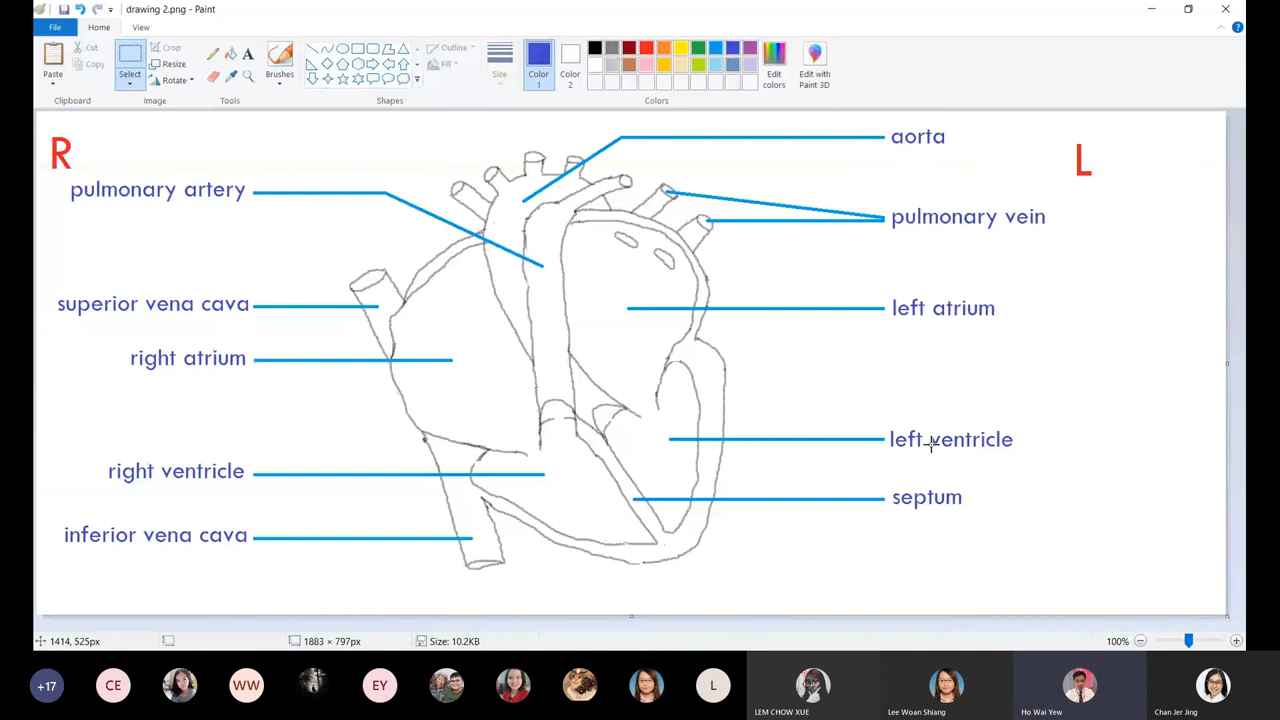 drawing 2.png - Paint
File Home View
Paste
Cut
Copy
Clipboard
Select
Crop
Resize
Rotate
Image
A
Tools
Brushes
Outline
Fill
Shapes
Size
Color 1
Color 2
Colors
Edit colors
Edit with Paint 3D
R
L
aorta
pulmonary artery
pulmonary vein
superior vena cava
left atrium
right atrium
left ventricle
right ventricle
septum
inferior vena cava
1414, 525px
1883 × 797px
Size: 10.2KB
100%
+17
CE
WW
EY
L
LEM CHOW XUE
Lee Woan Shiang
Ho Wai Yew
Chan Jer Jing